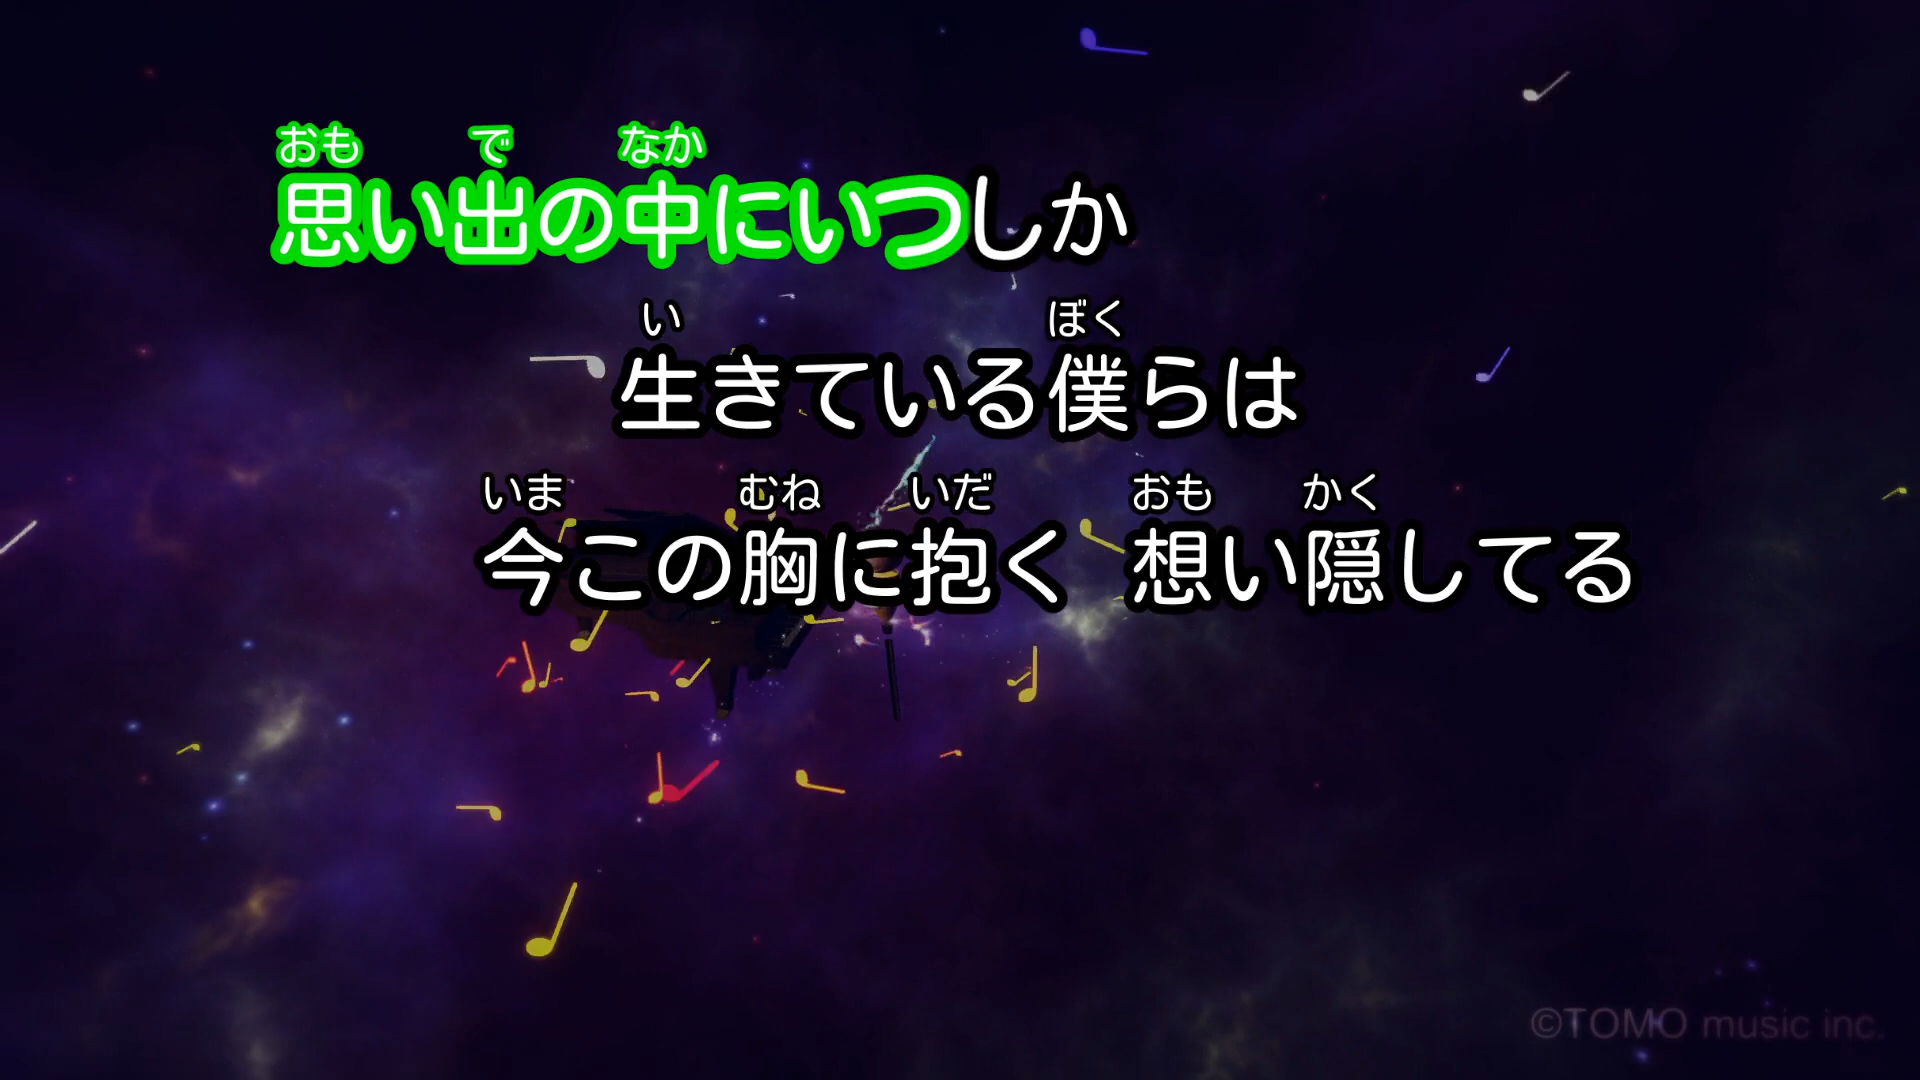 おも で なか
思い出の中にいつしか
い ぼく
生きている僕らは
いま むね いだ おも かく
今この胸に抱く 想い隠してる
©TOMO music inc.